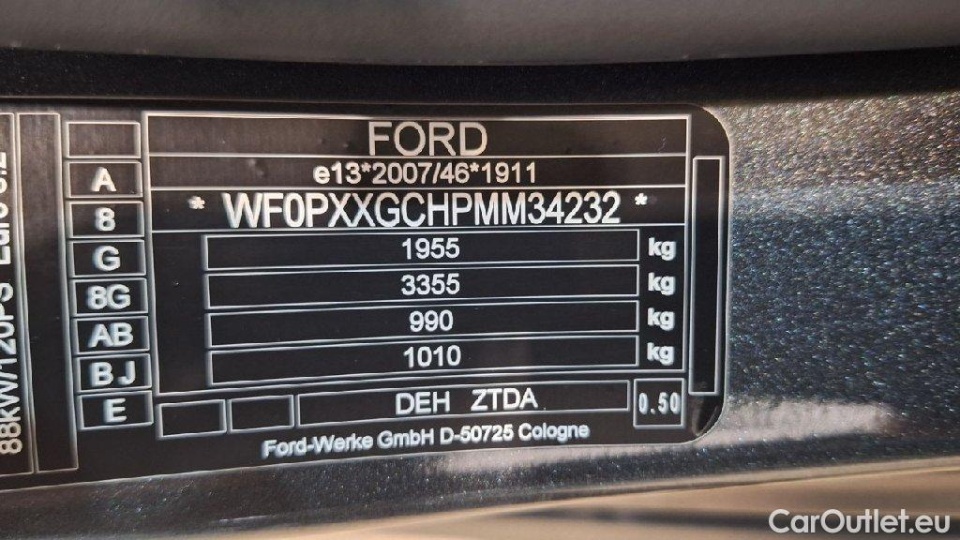 FORD
A e13*2007/46*1911
8 * WF0PXXGCHPMM34232 *
G 1955 kg
8G 3355 kg
AB 990 kg
BJ 1010 kg
E DEH ZTDA 0.50
Ford-Werke GmbH D-50725 Cologne
88kW/120PS
CarOutlet.eu